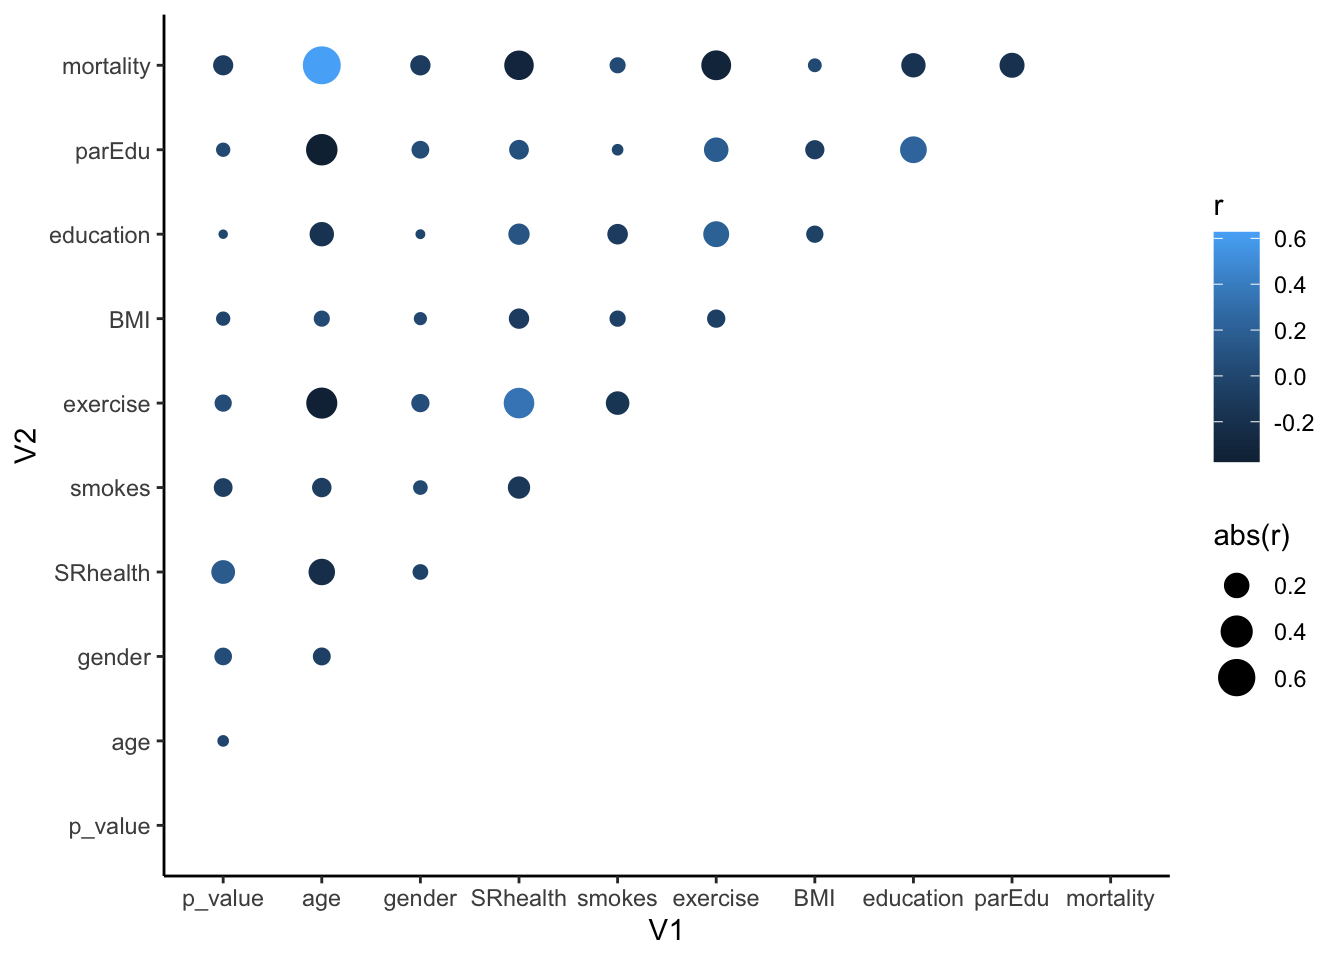 mortality
parEdu
education
BMI
exercise
smokes
SRhealth
gender
age
p_value
V2
p_value age gender SRhealth smokes exercise BMI education parEdu mortality
V1
r
0.6
0.4
0.2
0.0
-0.2
abs(r)
0.2
0.4
0.6